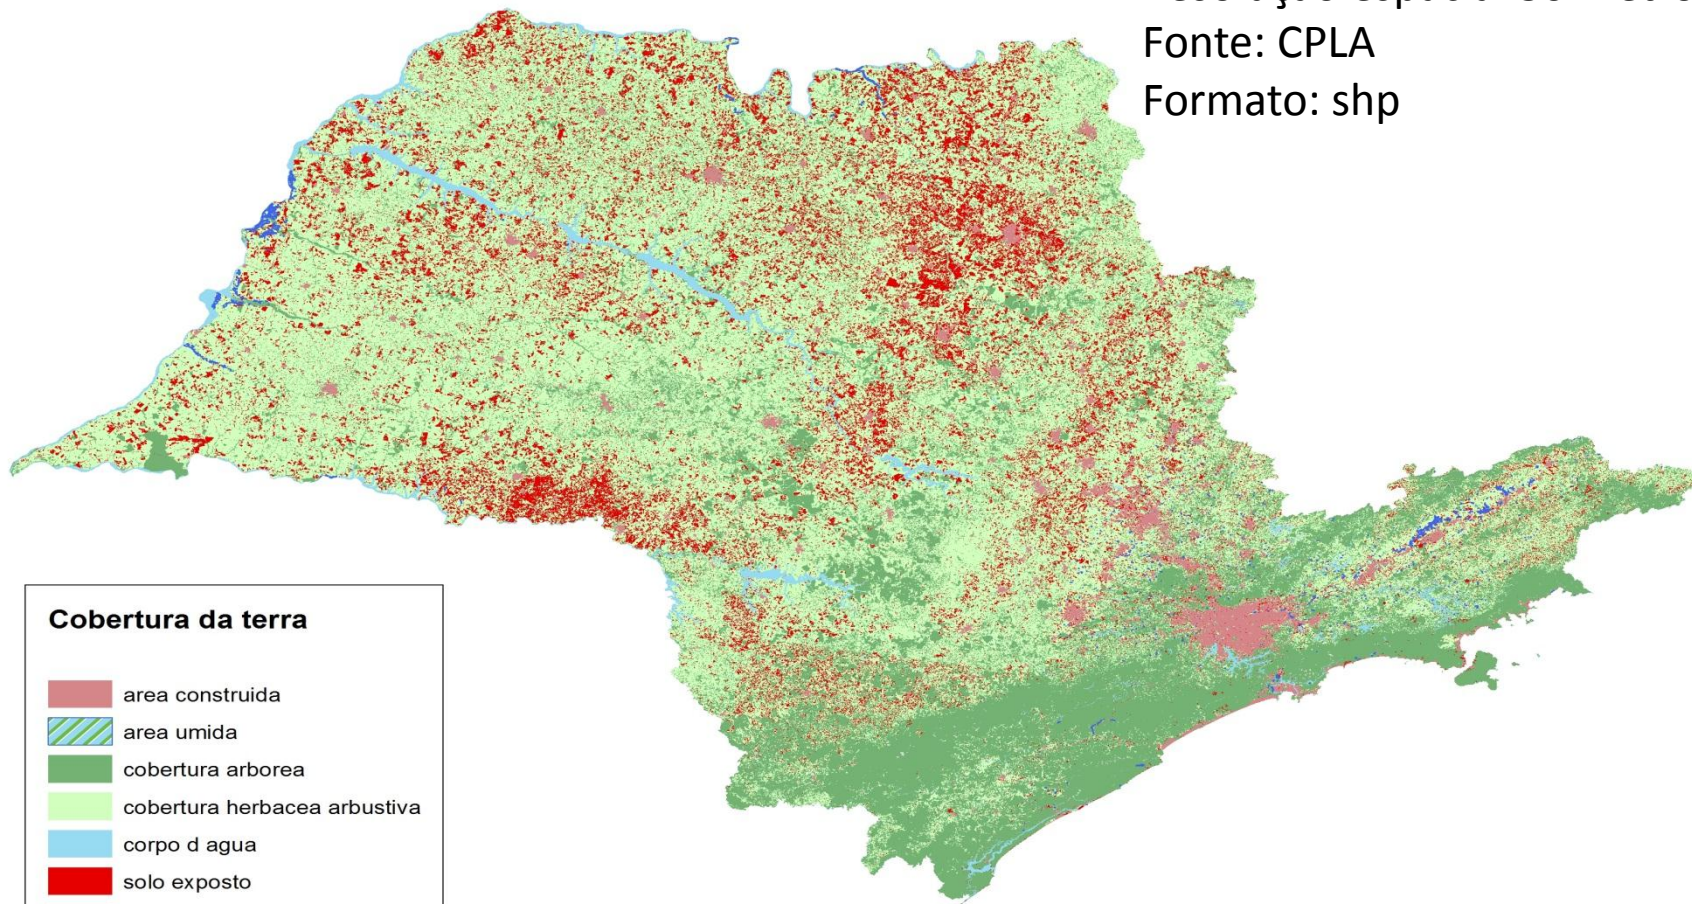 Fonte: CPLA
Formato: shp
Cobertura da terra
area construida
area umida
cobertura arborea
cobertura herbacea arbustiva
corpo d agua
solo exposto